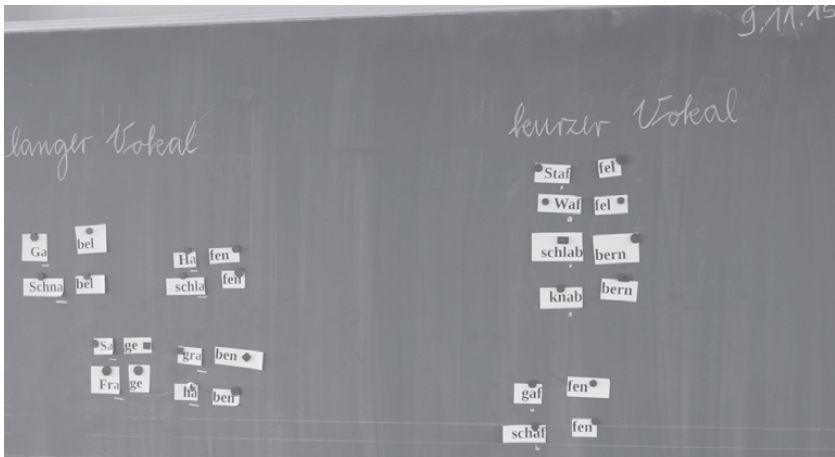 9.11.15
langer Vokal
kurzer Vokal
Ga bel
Schna bel
Ha fen
schla fen
Sa ge
Fra ge
gra ben
ha ben
Staf fel
Waf fel
schlab bern
knab bern
gaf fen
schaf fen